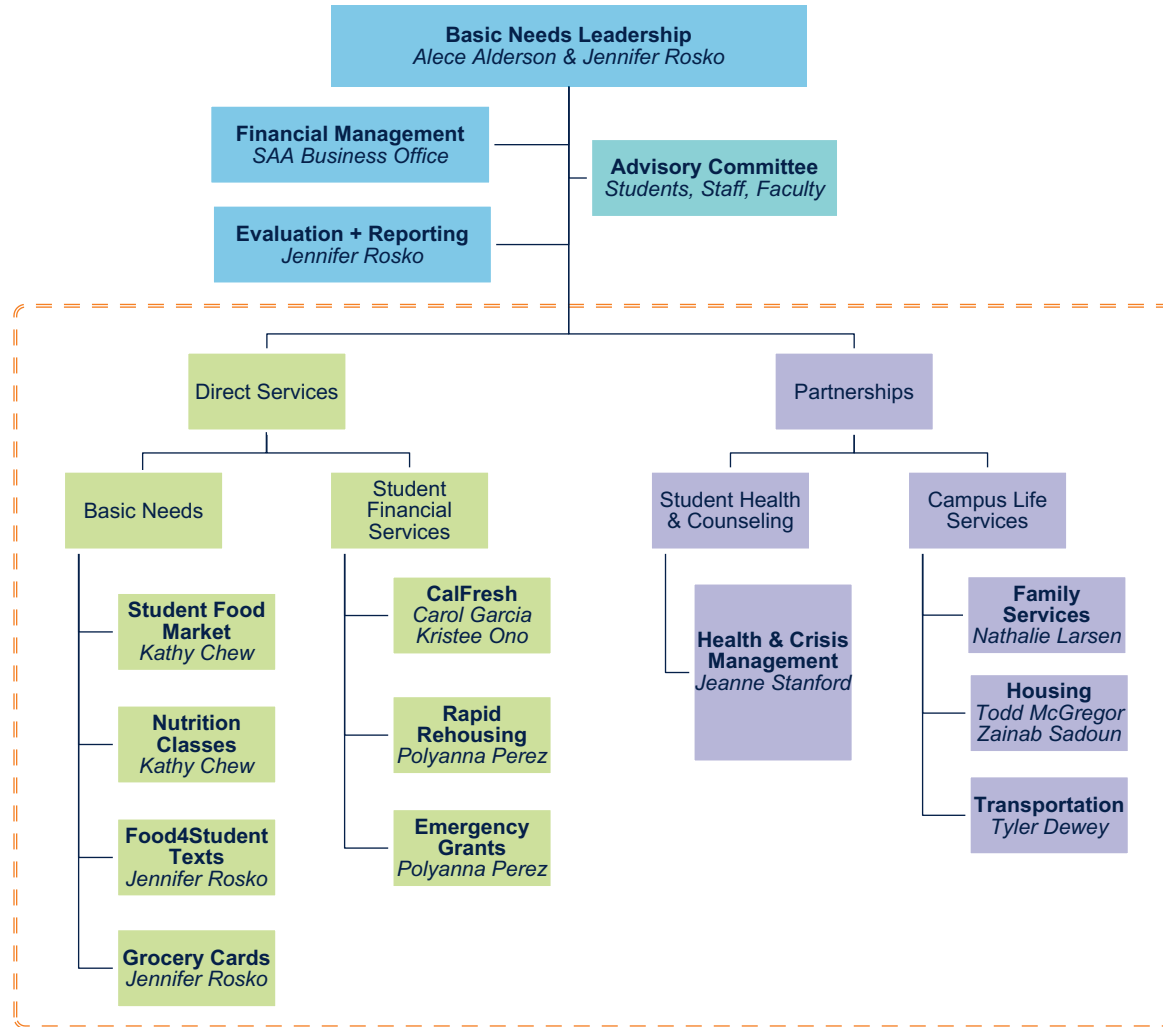 Basic Needs Leadership
Alece Alderson & Jennifer Rosko
Financial Management
SAA Business Office
Advisory Committee
Students, Staff, Faculty
Evaluation + Reporting
Jennifer Rosko
Direct Services
Partnerships
Basic Needs
Student
Financial
Services
Student Health
& Counseling
Campus Life
Services
Student Food
Market
Kathy Chew
Nutrition
Classes
Kathy Chew
Food4Student
Texts
Jennifer Rosko
Grocery Cards
Jennifer Rosko
CalFresh
Carol Garcia
Kristee Ono
Rapid
Rehousing
Polyanna Perez
Emergency
Grants
Polyanna Perez
Health & Crisis
Management
Jeanne Stanford
Family
Services
Nathalie Larsen
Housing
Todd McGregor
Zainab Sadoun
Transportation
Tyler Dewey